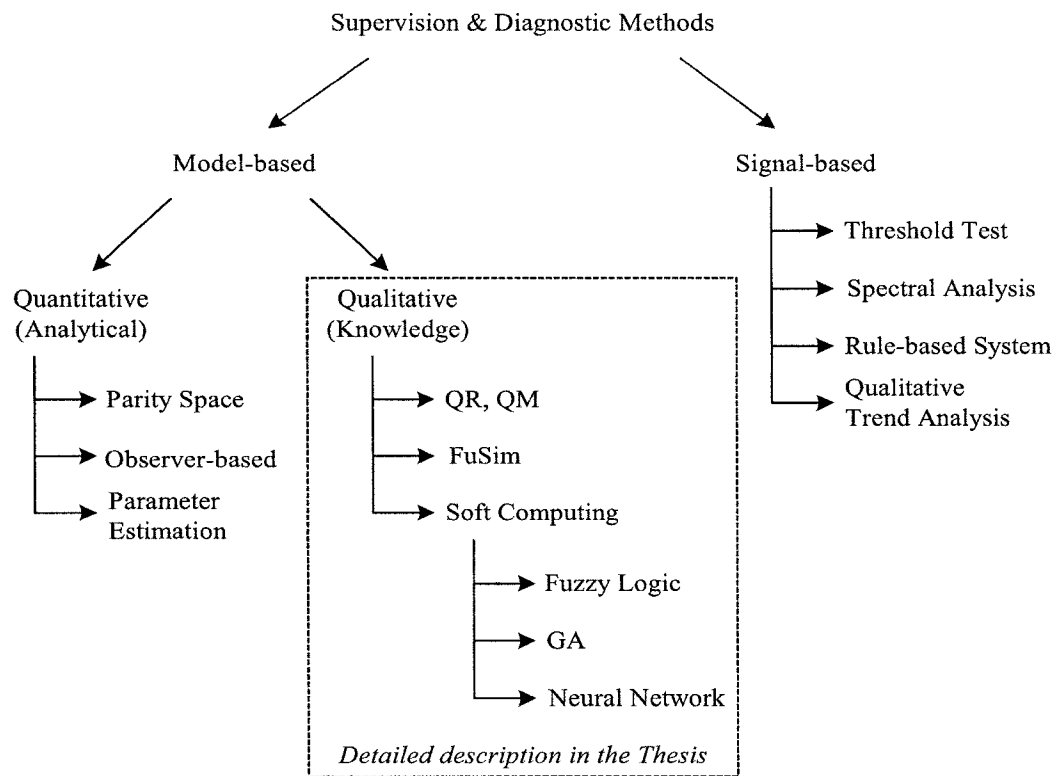 Supervision & Diagnostic Methods
Model-based
Signal-based
Quantitative
(Analytical)
Parity Space
Observer-based
Parameter
Estimation
Qualitative
(Knowledge)
QR, QM
FuSim
Soft Computing
Fuzzy Logic
GA
Neural Network
Detailed description in the Thesis
Threshold Test
Spectral Analysis
Rule-based System
Qualitative
Trend Analysis